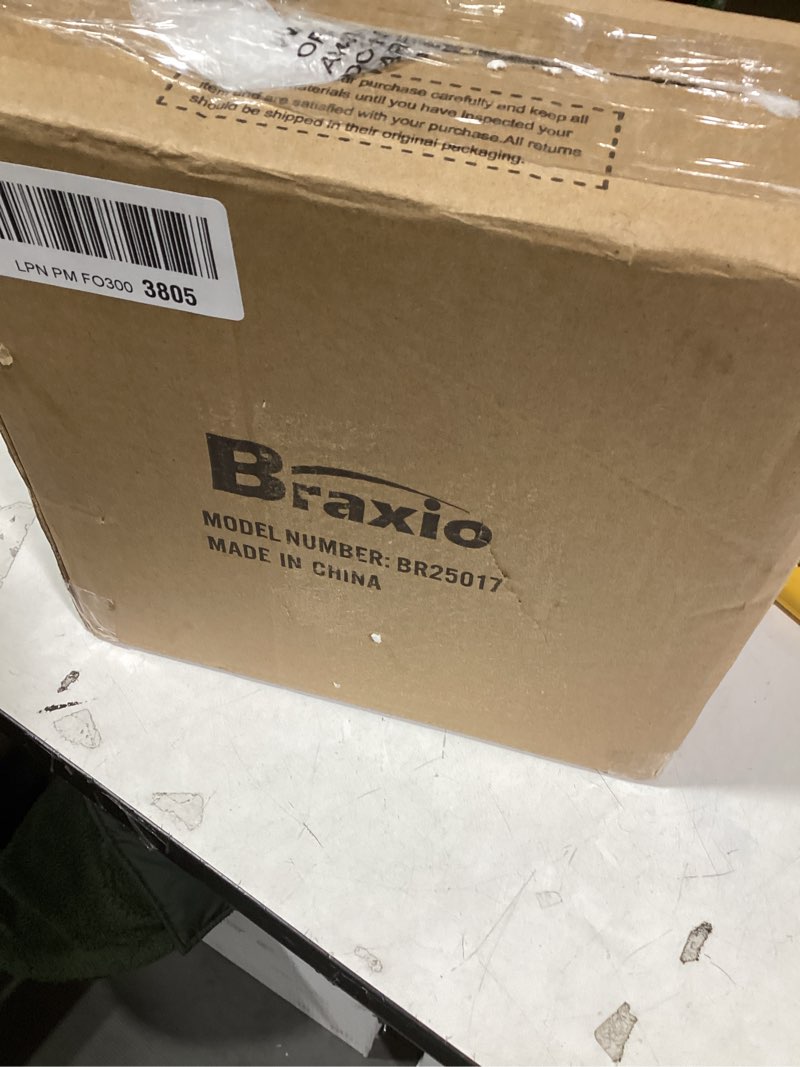 OF
purchase carefully and keep all
until you have inspected your
are satisfied with your purchase.All returns
should be shipped in their original packaging.
LPN PM FO300 3805
Braxio
MODEL NUMBER: BR25017
MADE IN CHINA